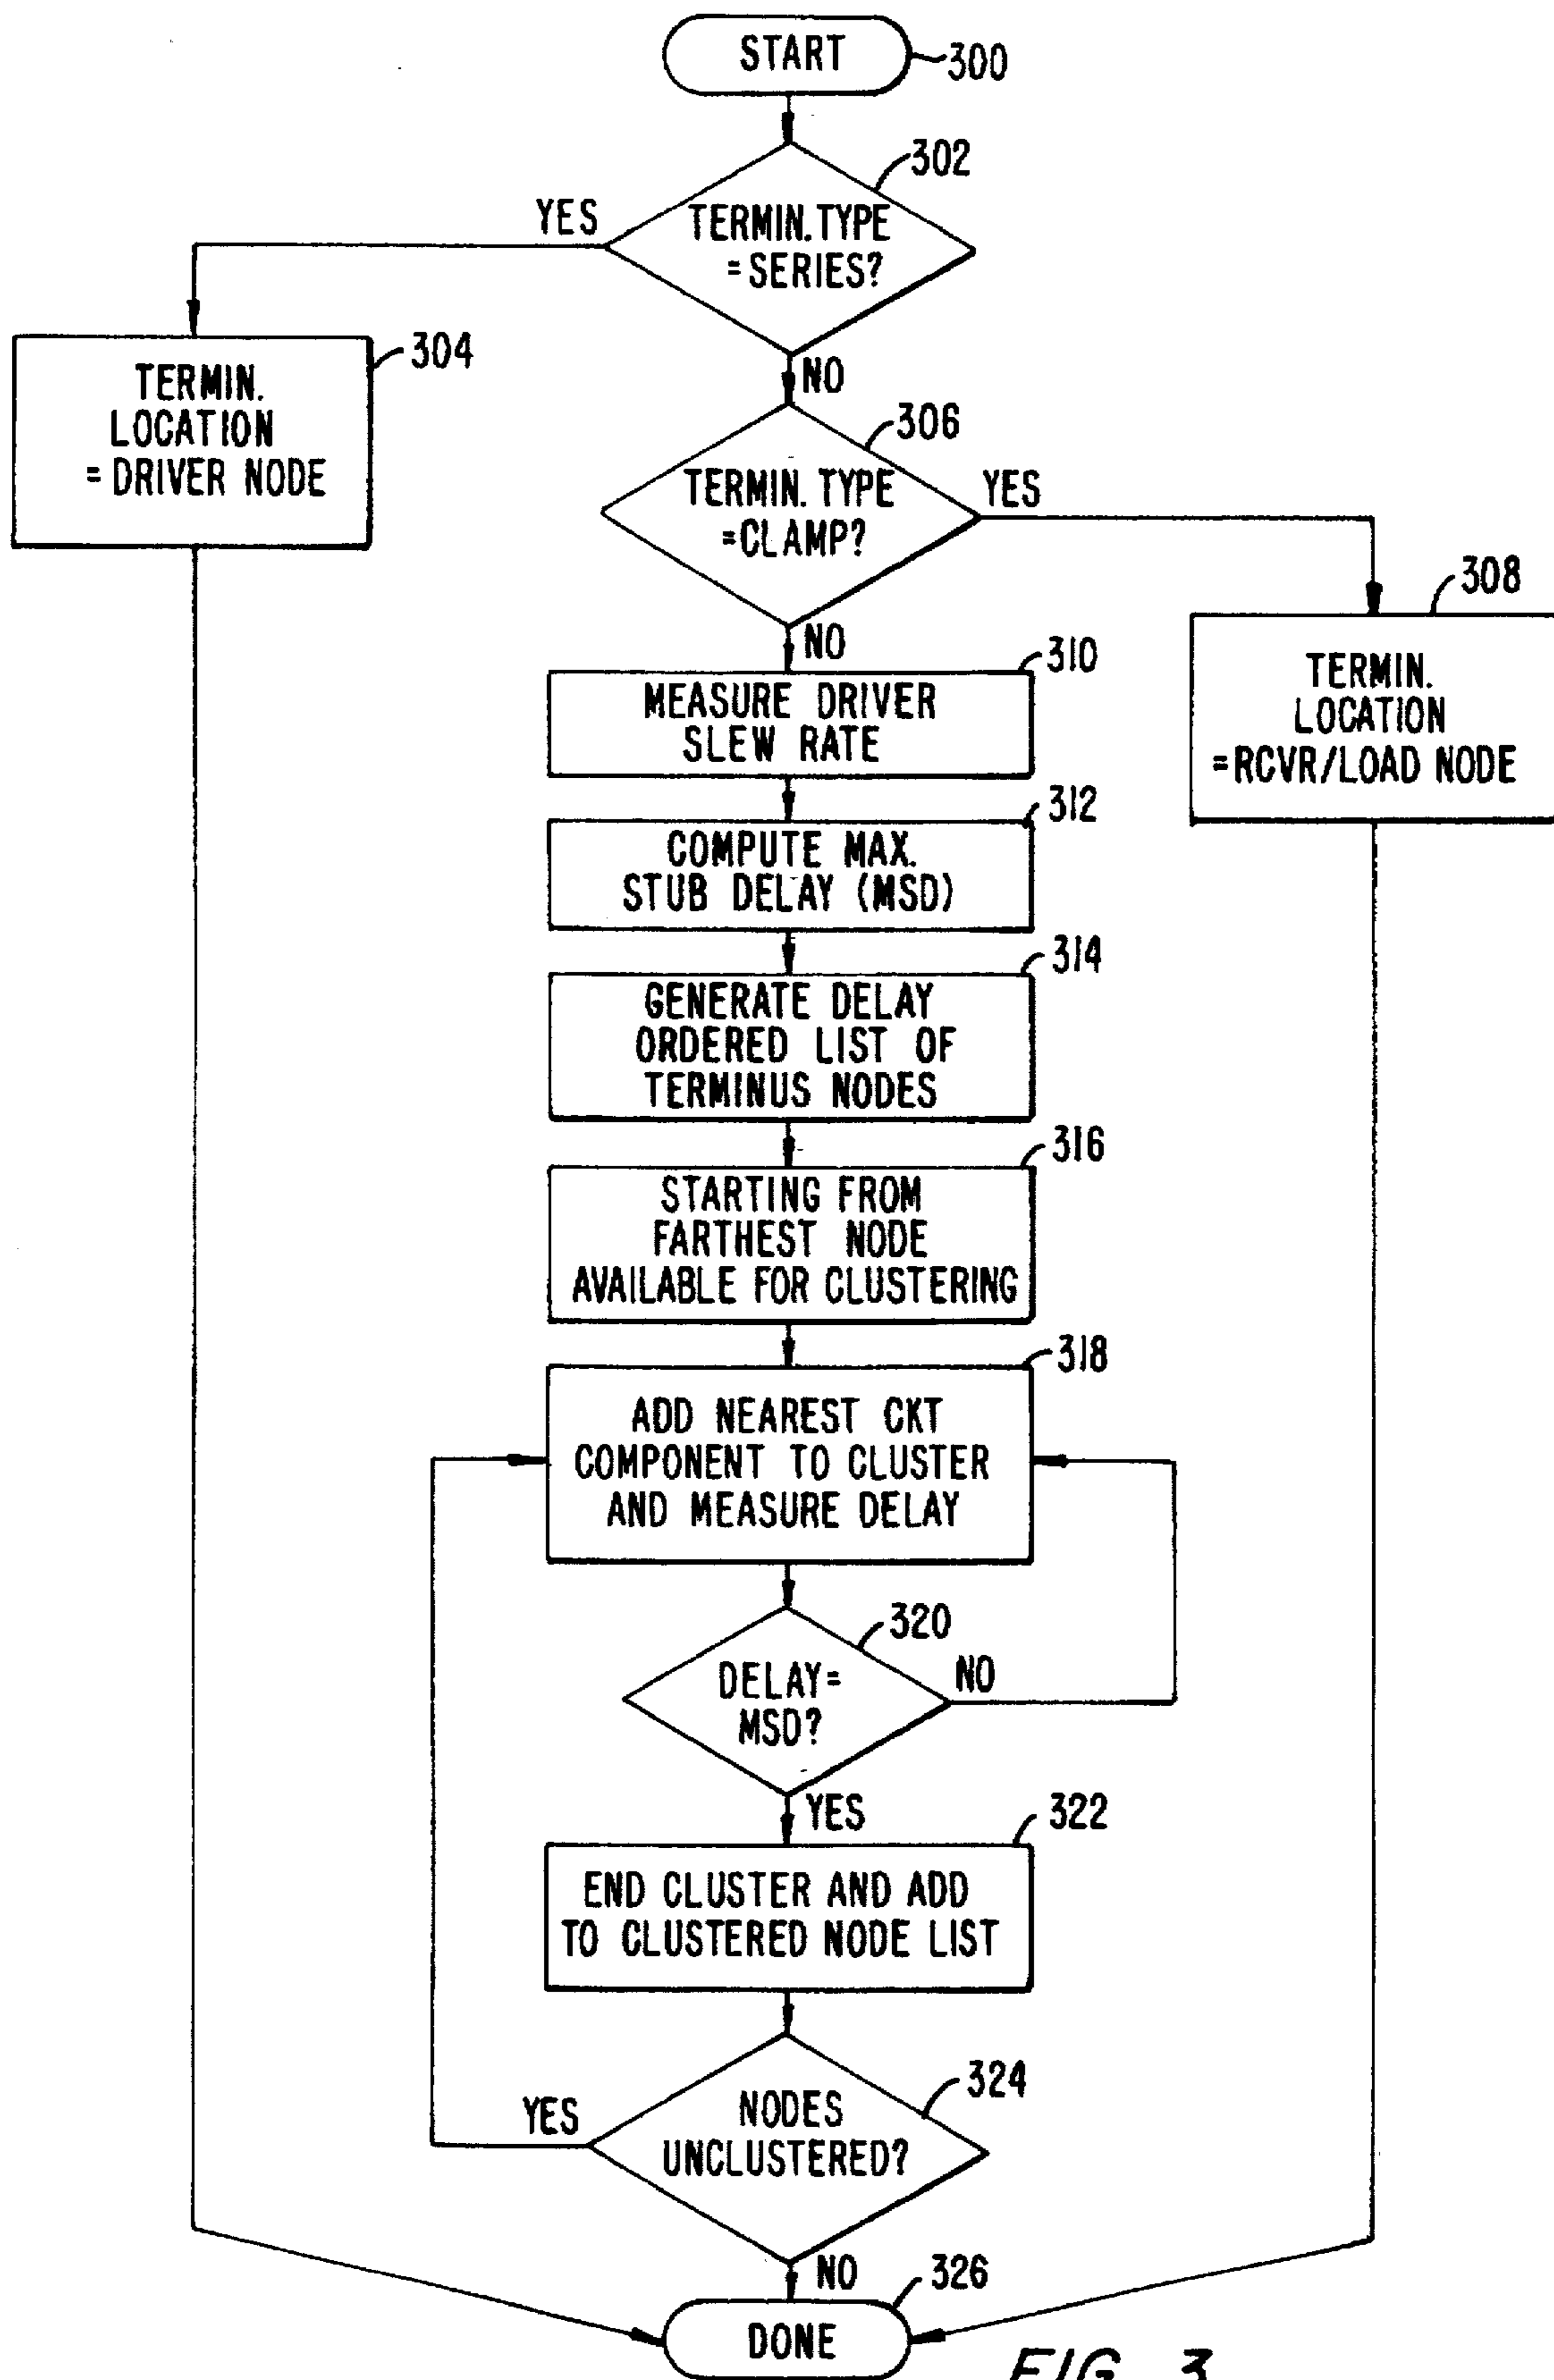 START
300
302
YES
TERMIN. TYPE
= SERIES?
304
TERMIN.
LOCATION
= DRIVER NODE
NO
306
TERMIN. TYPE
=CLAMP?
YES
308
TERMIN.
LOCATION
=RCVR/LOAD NODE
NO
310
MEASURE DRIVER
SLEW RATE
312
COMPUTE MAX.
STUB DELAY (MSD)
314
GENERATE DELAY
ORDERED LIST OF
TERMINUS NODES
316
STARTING FROM
FARTHEST NODE
AVAILABLE FOR CLUSTERING
318
ADD NEAREST CKT
COMPONENT TO CLUSTER
AND MEASURE DELAY
320
DELAY=
MSD?
NO
YES
322
END CLUSTER AND ADD
TO CLUSTERED NODE LIST
324
YES
NODES
UNCLUSTERED?
NO
326
DONE
FIG. 3